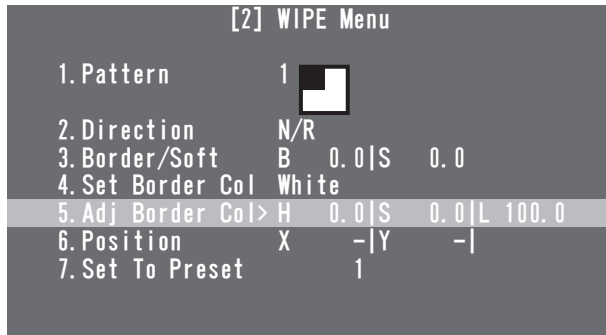 [2] WIPE Menu
1.Pattern 1
2.Direction N/R
3.Border/Soft B 0.0|S 0.0
4.Set Border Col White
5.Adj Border Col> H 0.0|S 0.0|L 100.0
6.Position X -|Y -|
7.Set To Preset 1